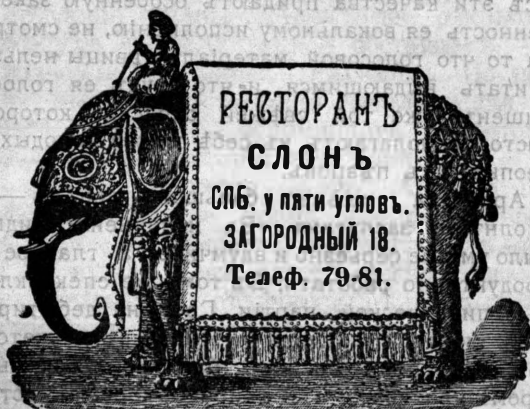 РЕСТОРАНЪ
СЛОНЪ
СПБ. у пяти угловъ.
ЗАГОРОДНЫЙ 18.
Телеф. 79-81.